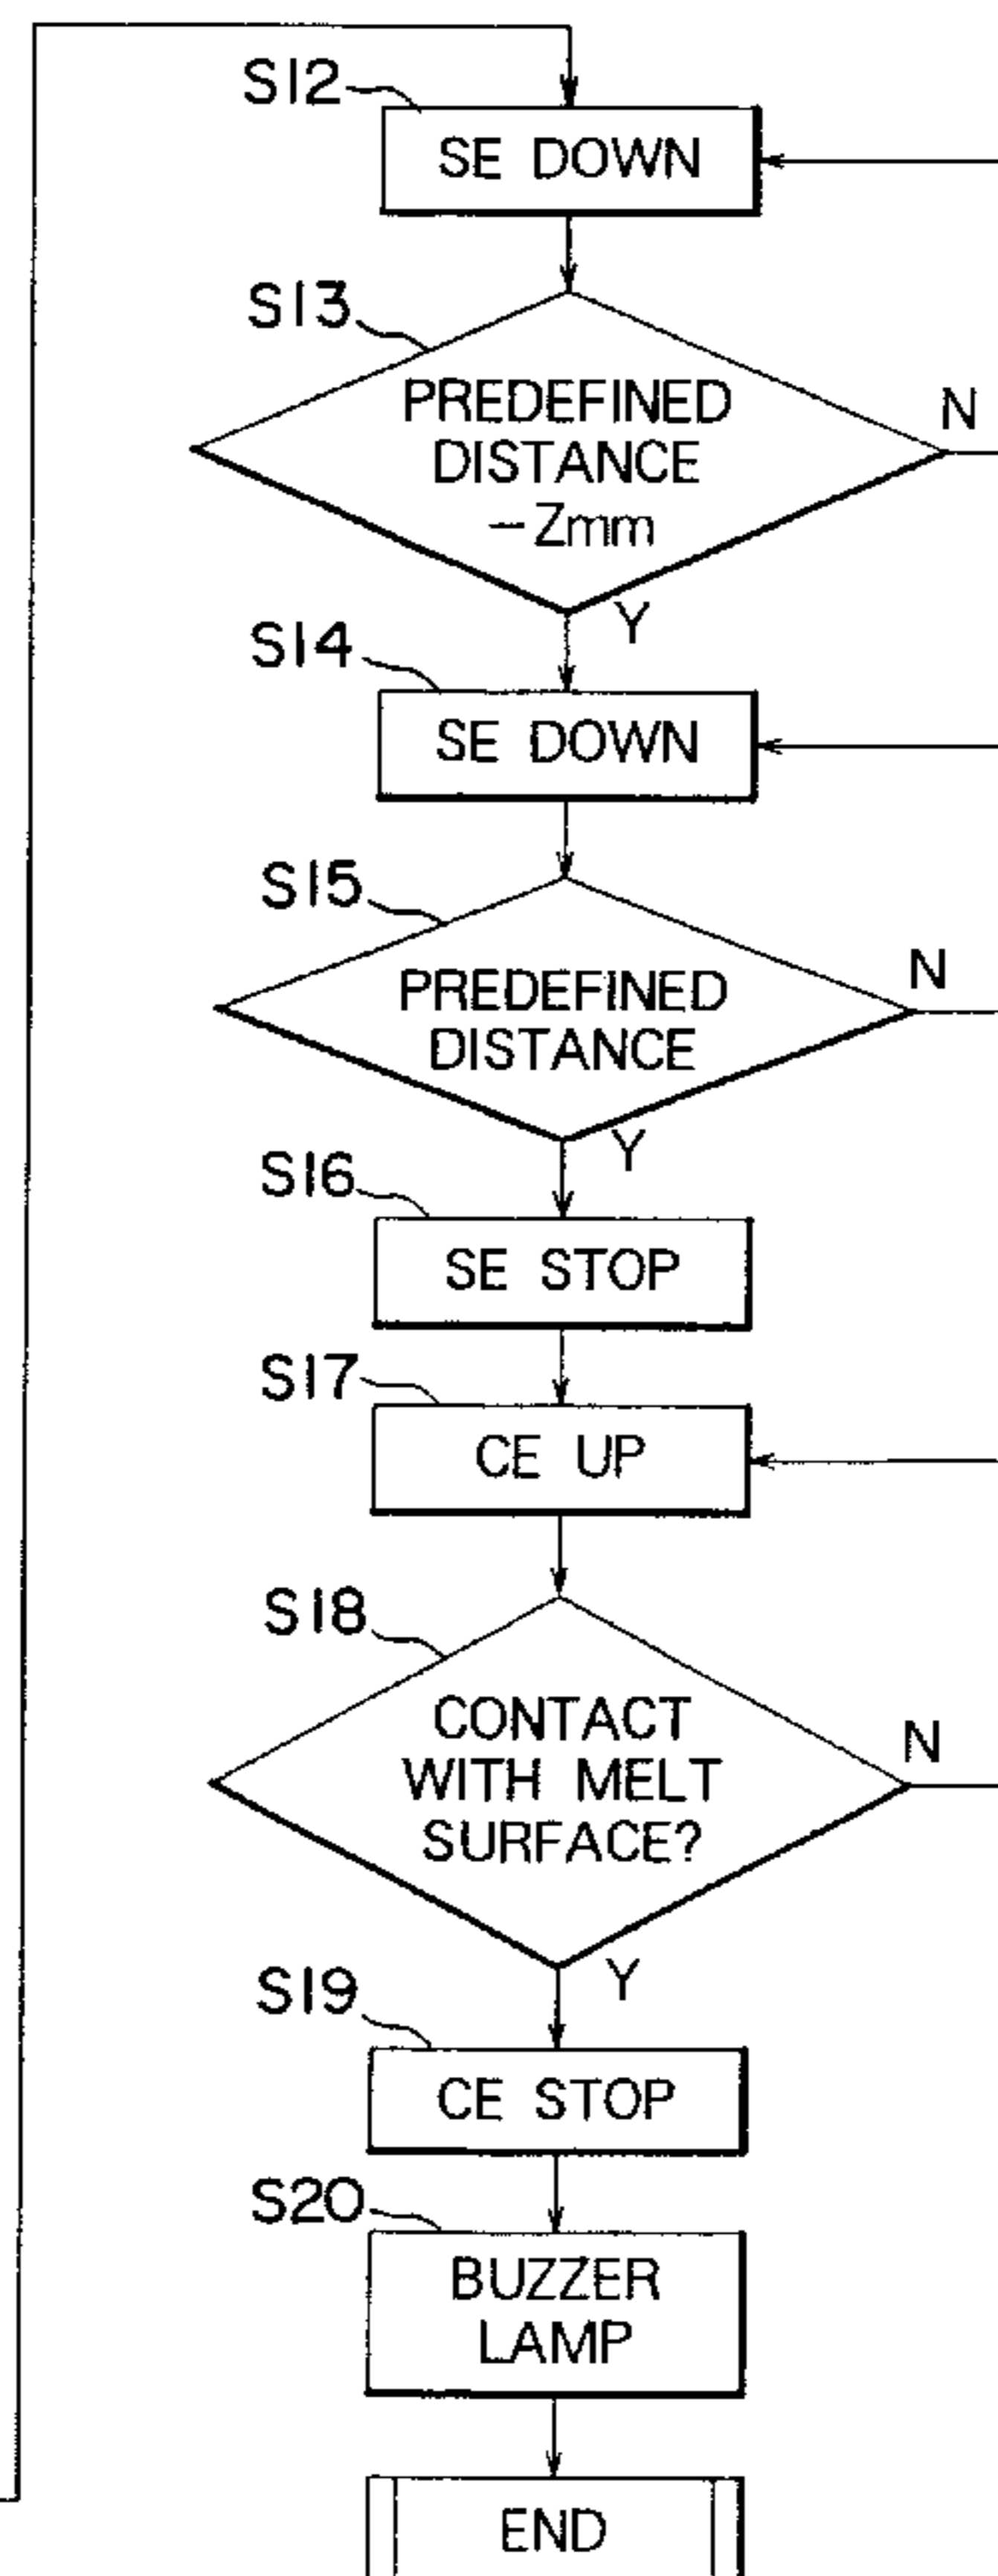 S12
SE DOWN
S13
PREDEFINED
DISTANCE
-Zmm
N
Y
S14
SE DOWN
S15
PREDEFINED
DISTANCE
N
Y
S16
SE STOP
S17
CE UP
S18
CONTACT
WITH MELT
SURFACE?
N
Y
S19
CE STOP
S20
BUZZER
LAMP
END